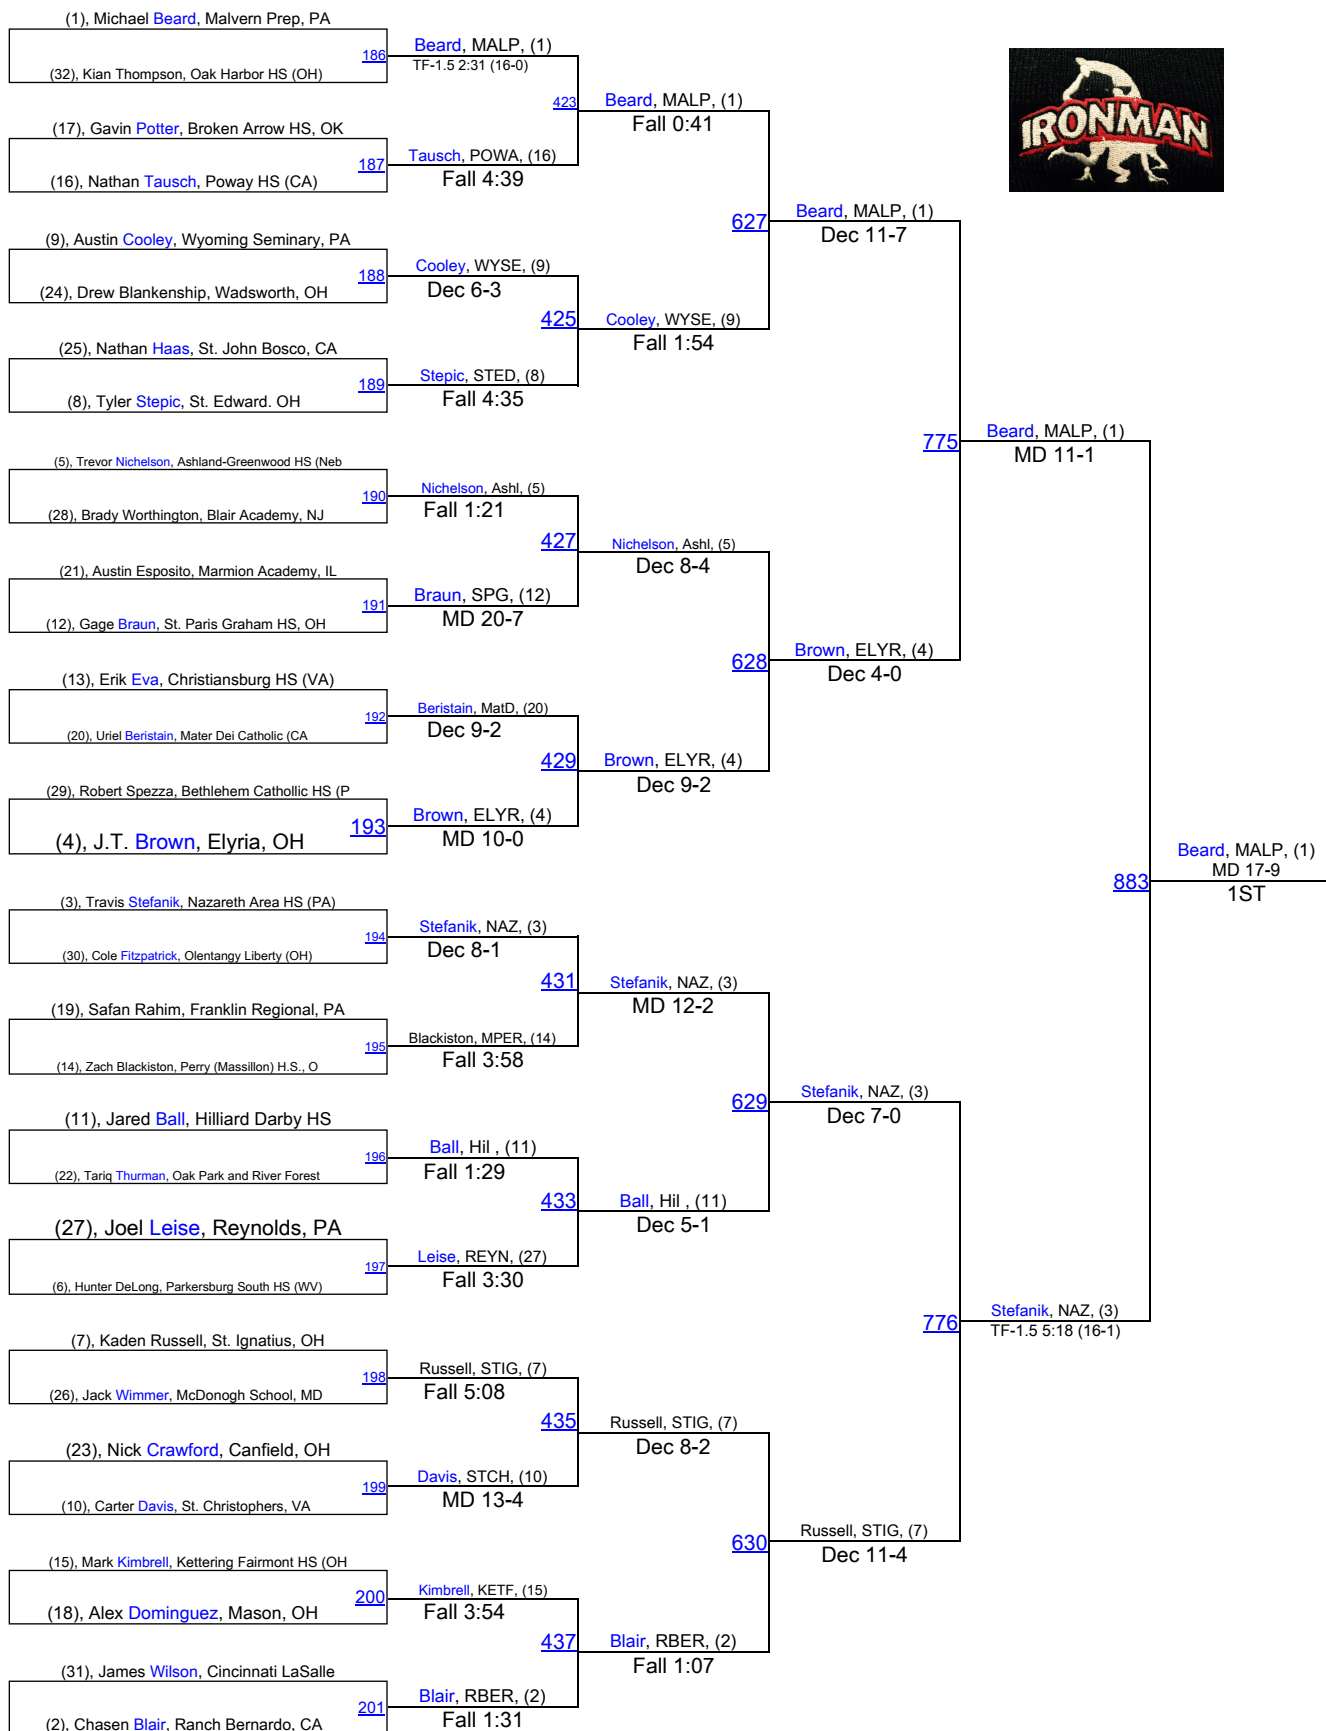 (1), Michael Beard, Malvern Prep, PA
186
(32), Kian Thompson, Oak Harbor HS (OH)
(17), Gavin Potter, Broken Arrow HS, OK
187
(16), Nathan Tausch, Poway HS (CA)
(9), Austin Cooley, Wyoming Seminary, PA
188
(24), Drew Blankenship, Wadsworth, OH
(25), Nathan Haas, St. John Bosco, CA
189
(8), Tyler Stepic, St. Edward. OH
(5), Trevor Nichelson, Ashland-Greenwood HS (Neb
190
(28), Brady Worthington, Blair Academy, NJ
(21), Austin Esposito, Marmion Academy, IL
191
(12), Gage Braun, St. Paris Graham HS, OH
(13), Erik Eva, Christiansburg HS (VA)
192
(20), Uriel Beristain, Mater Dei Catholic (CA
(29), Robert Spezza, Bethlehem Cathollic HS (P
193
(4), J.T. Brown, Elyria, OH
(3), Travis Stefanik, Nazareth Area HS (PA)
194
(30), Cole Fitzpatrick, Olentangy Liberty (OH)
(19), Safan Rahim, Franklin Regional, PA
195
(14), Zach Blackiston, Perry (Massillon) H.S., O
(11), Jared Ball, Hilliard Darby HS
196
(22), Tariq Thurman, Oak Park and River Forest
(27), Joel Leise, Reynolds, PA
197
(6), Hunter DeLong, Parkersburg South HS (WV)
(7), Kaden Russell, St. Ignatius, OH
198
(26), Jack Wimmer, McDonogh School, MD
(23), Nick Crawford, Canfield, OH
199
(10), Carter Davis, St. Christophers, VA
(15), Mark Kimbrell, Kettering Fairmont HS (OH
200
(18), Alex Dominguez, Mason, OH
(31), James Wilson, Cincinnati LaSalle
201
(2), Chasen Blair, Ranch Bernardo, CA
Beard, MALP, (1)
TF-1.5 2:31 (16-0)
423
Tausch, POWA, (16)
Fall 4:39
Cooley, WYSE, (9)
Dec 6-3
425
Stepic, STED, (8)
Fall 4:35
Nichelson, Ashl, (5)
Fall 1:21
427
Braun, SPG, (12)
MD 20-7
Beristain, MatD, (20)
Dec 9-2
429
Brown, ELYR, (4)
MD 10-0
Stefanik, NAZ, (3)
Dec 8-1
431
Blackiston, MPER, (14)
Fall 3:58
Ball, Hil , (11)
Fall 1:29
433
Leise, REYN, (27)
Fall 3:30
Russell, STIG, (7)
Fall 5:08
435
Davis, STCH, (10)
MD 13-4
Kimbrell, KETF, (15)
Fall 3:54
437
Blair, RBER, (2)
Fall 1:31
Beard, MALP, (1)
Fall 0:41
627
Cooley, WYSE, (9)
Fall 1:54
Nichelson, Ashl, (5)
Dec 8-4
628
Brown, ELYR, (4)
Dec 9-2
Stefanik, NAZ, (3)
MD 12-2
629
Ball, Hil , (11)
Dec 5-1
Russell, STIG, (7)
Dec 8-2
630
Blair, RBER, (2)
Fall 1:07
Beard, MALP, (1)
Dec 11-7
775
Brown, ELYR, (4)
Dec 4-0
Stefanik, NAZ, (3)
Dec 7-0
776
Russell, STIG, (7)
Dec 11-4
Beard, MALP, (1)
MD 11-1
883
Stefanik, NAZ, (3)
TF-1.5 5:18 (16-1)
Beard, MALP, (1)
MD 17-9
1ST
IRONMAN